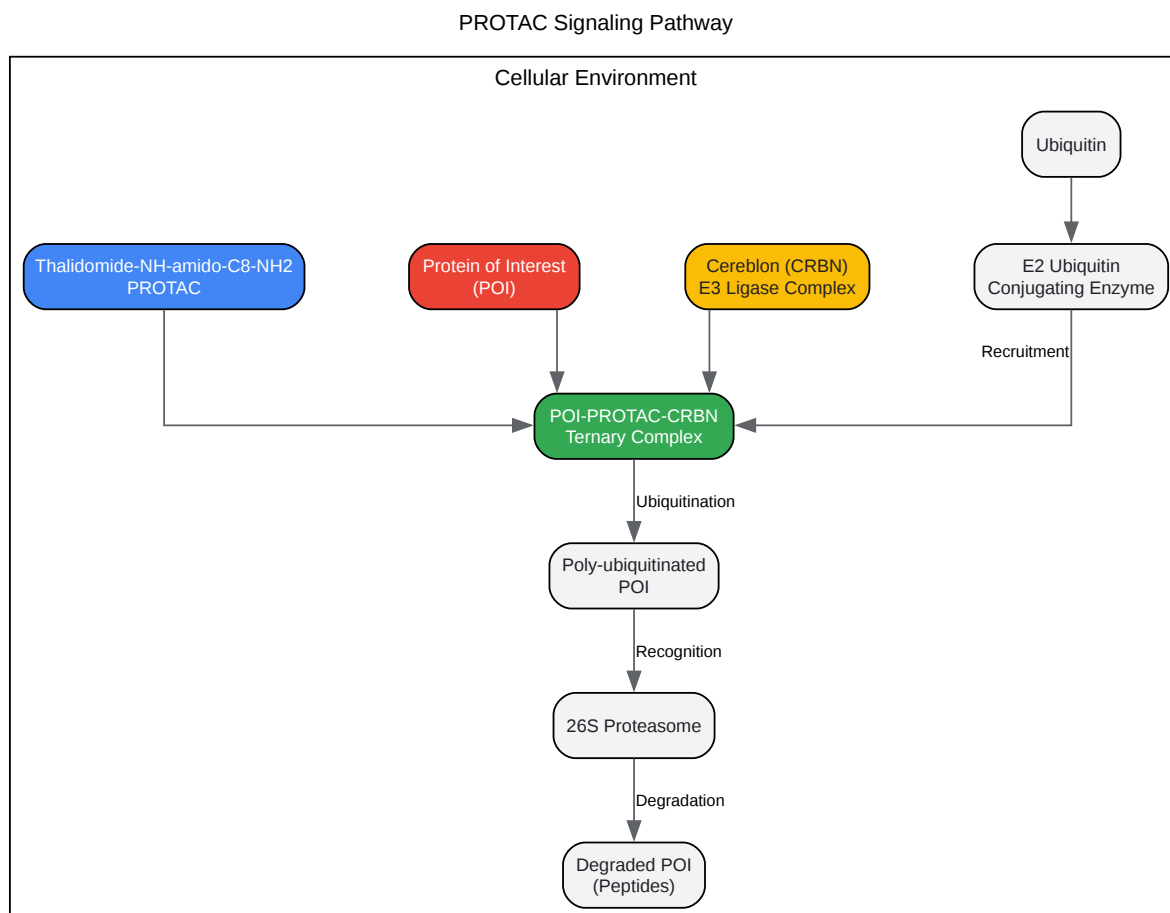 PROTAC Signaling Pathway
Cellular Environment
Ubiquitin
Thalidomide-NH-amido-C8-NH2
PROTAC
Protein of Interest
(POI)
Cereblon (CRBN)
E3 Ligase Complex
E2 Ubiquitin
Conjugating Enzyme
Recruitment
POI-PROTAC-CRBN
Ternary Complex
Ubiquitination
Poly-ubiquitinated
POI
Recognition
26S Proteasome
Degradation
Degraded POI
(Peptides)